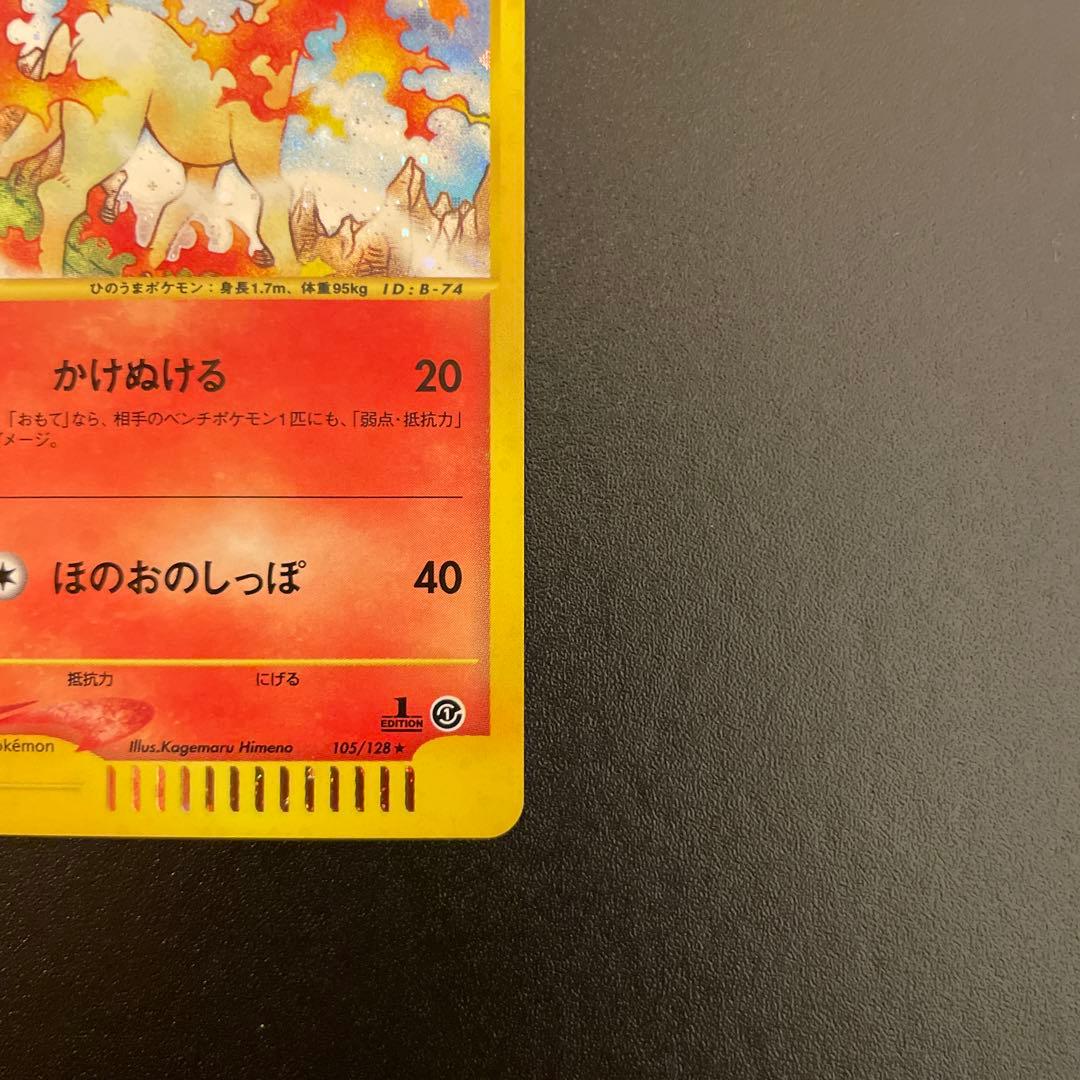 ひのうまポケモン：身長1.7m、体重95kg ID：B-74
かけぬける 20
「おもて」なら、相手のベンチポケモン1匹にも、「弱点・抵抗力」
ダメージ。
ほのおのしっぽ 40
抵抗力 にげる
1
EDITION
okémon Illus.Kagemaru Himeno 105/128★